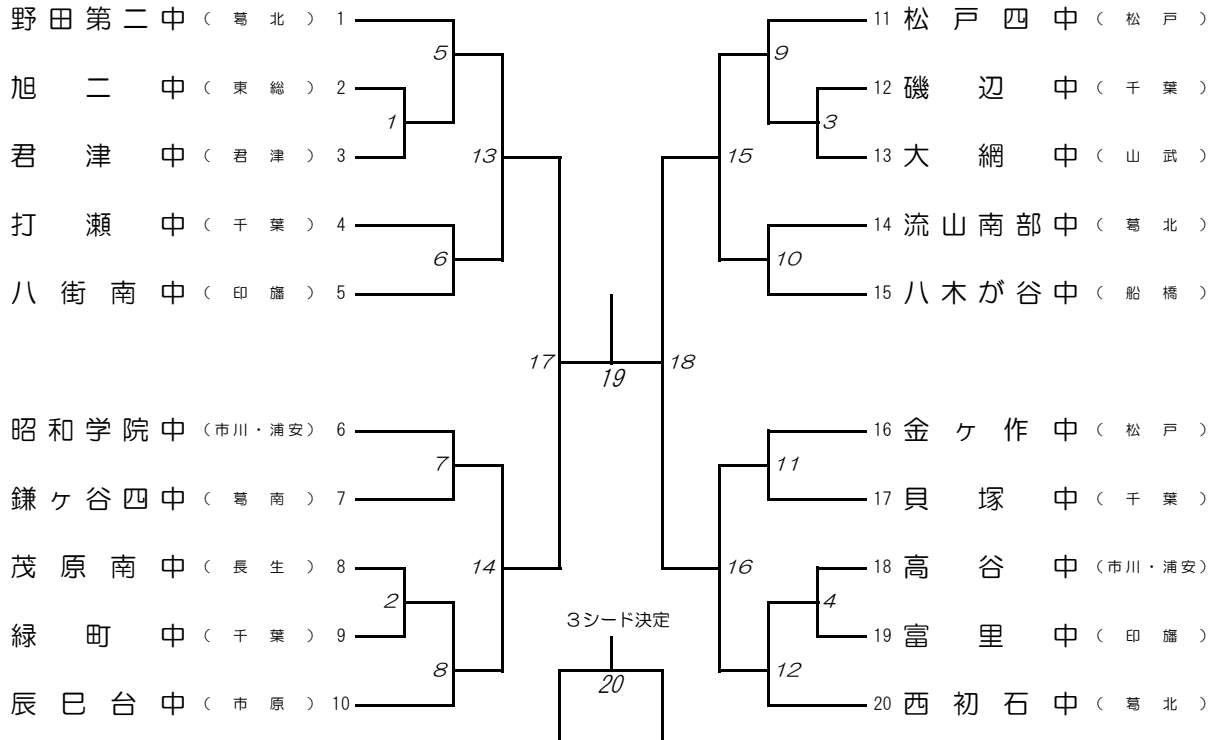 野田第二中（葛北）1
5
旭二中（東総）2
1
君津中（君津）3
13
打瀬中（千葉）4
6
八街南中（印旛）5
17
昭和学院中（市川・浦安）6
7
鎌ヶ谷四中（葛南）7
茂原南中（長生）8
14
2
緑町中（千葉）9
8
辰巳台中（市原）10
19
3シード決定
20
11 松戸四中（松戸）
9
12 磯辺中（千葉）
3
13 大網中（山武）
15
14 流山南部中（葛北）
10
15 八木が谷中（船橋）
18
16 金ヶ作中（松戸）
11
17 貝塚中（千葉）
18 高谷中（市川・浦安）
16
4
19 富里中（印旛）
12
20 西初石中（葛北）